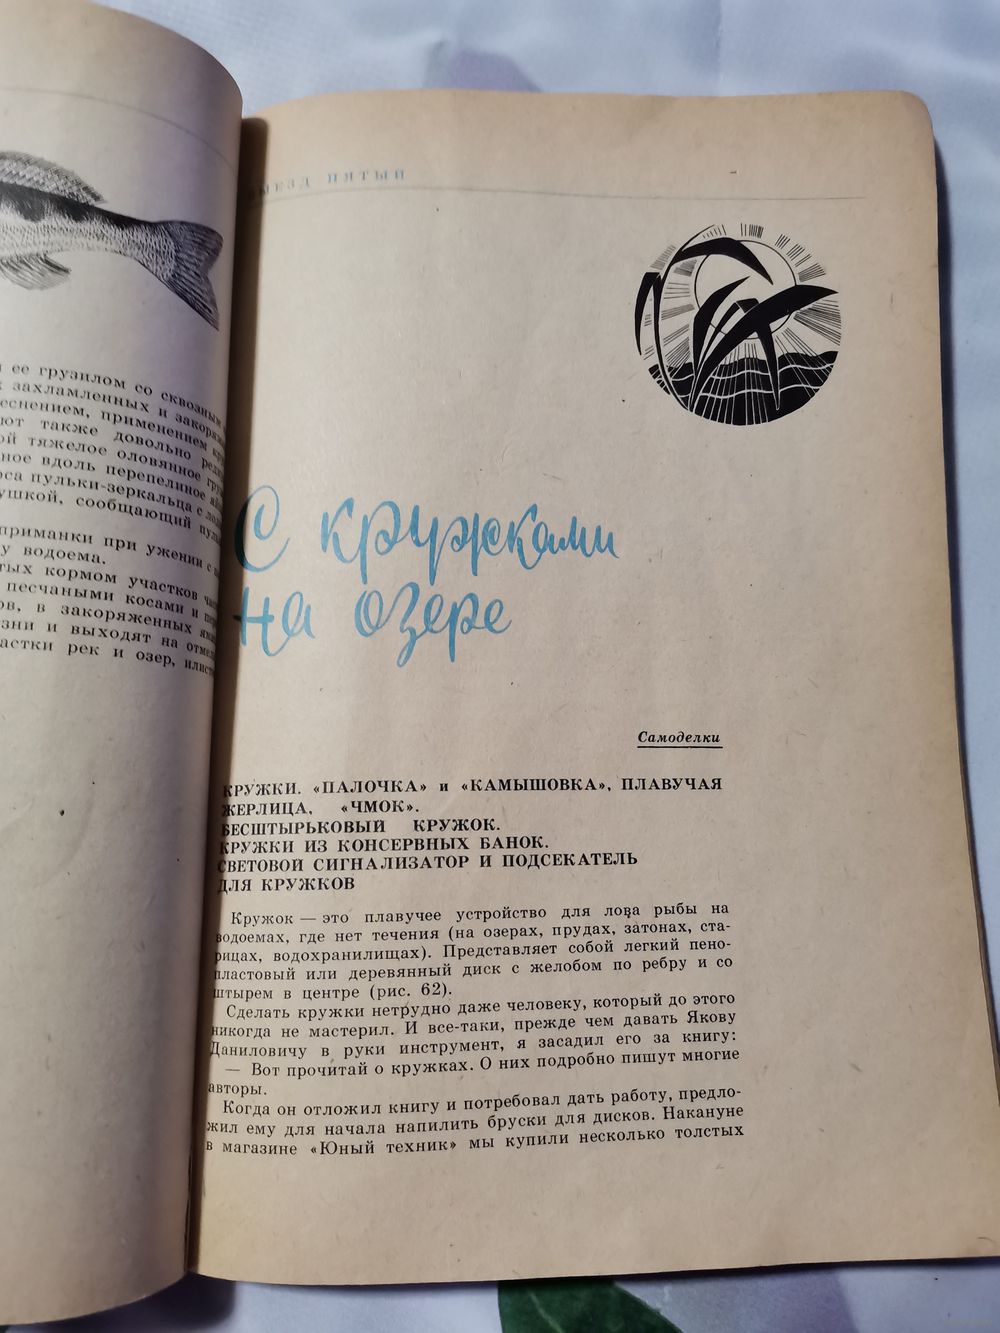 ее грузилом со сквозным
захламленных и закоряж
еснением, применением
ют также довольно
ой тяжелое оловянное
ное вдоль перепелиное
рса пульки-зеркальца с
ушкой, сообщающий
приманки при ужении с
у водоема.
тых кормом участков
песчаными косами и
ов, в закоряженных
зни и выходят на отме
астки рек и озер,
ВЫЕЗД ПЯТЫЙ
С кружками
на озере
Самоделки
КРУЖКИ. «ПАЛОЧКА» и «КАМЫШОВКА», ПЛАВУЧАЯ
ЖЕРЛИЦА, «ЧМОК».
БЕСШТЫРЬКОВЫЙ КРУЖОК.
КРУЖКИ ИЗ КОНСЕРВНЫХ БАНОК.
СВЕТОВОЙ СИГНАЛИЗАТОР И ПОДСЕКАТЕЛЬ
ДЛЯ КРУЖКОВ
Кружок — это плавучее устройство для лова рыбы на
водоемах, где нет течения (на озерах, прудах, затонах, ста-
рицах, водохранилищах). Представляет собой легкий пено-
пластовый или деревянный диск с желобом по ребру и со
штырем в центре (рис. 62).
Сделать кружки нетрудно даже человеку, который до этого
никогда не мастерил. И все-таки, прежде чем давать Якову
Даниловичу в руки инструмент, я засадил его за книгу:
— Вот прочитай о кружках. О них подробно пишут многие
авторы.
Когда он отложил книгу и потребовал дать работу, предло-
жил ему для начала напилить бруски для дисков. Накануне
в магазине «Юный техник» мы купили несколько толстых